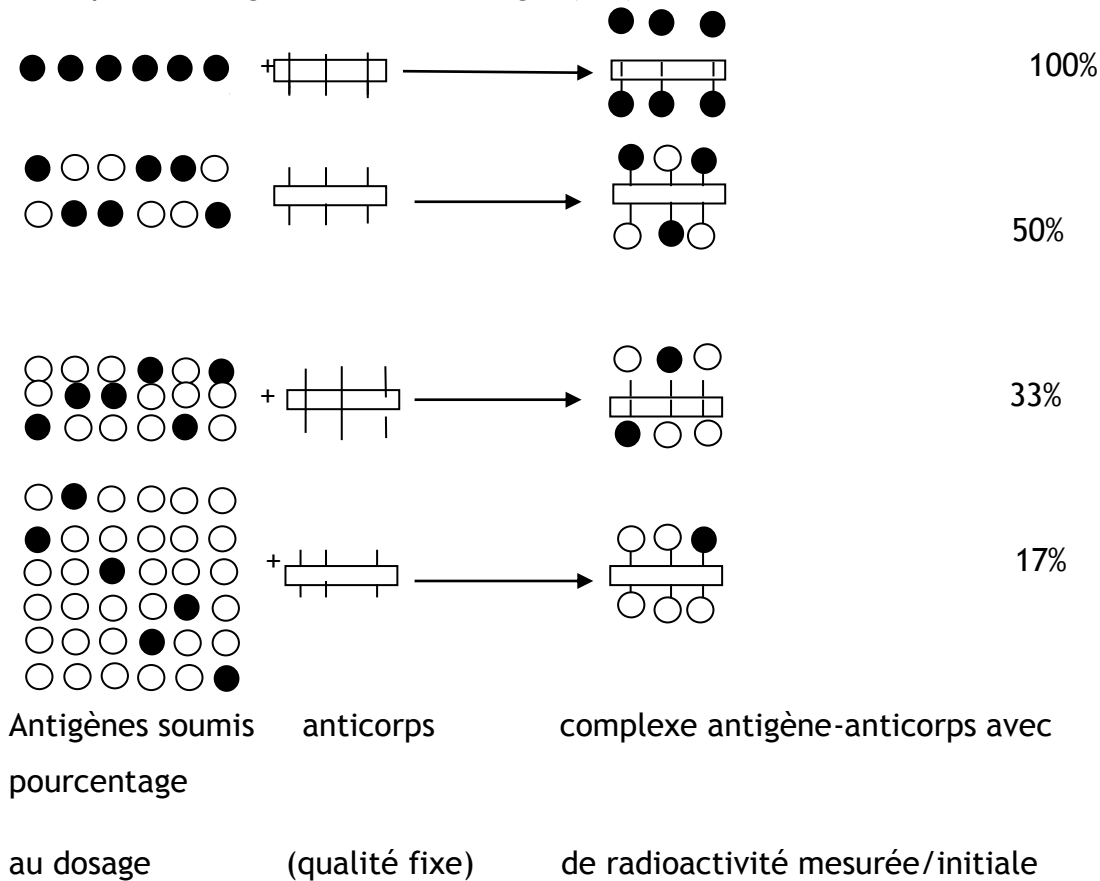 +
100%
50%
+
33%
+
17%
Antigènes soumis anticorps complexe antigène-anticorps avec
pourcentage
au dosage (qualité fixe) de radioactivité mesurée/initiale